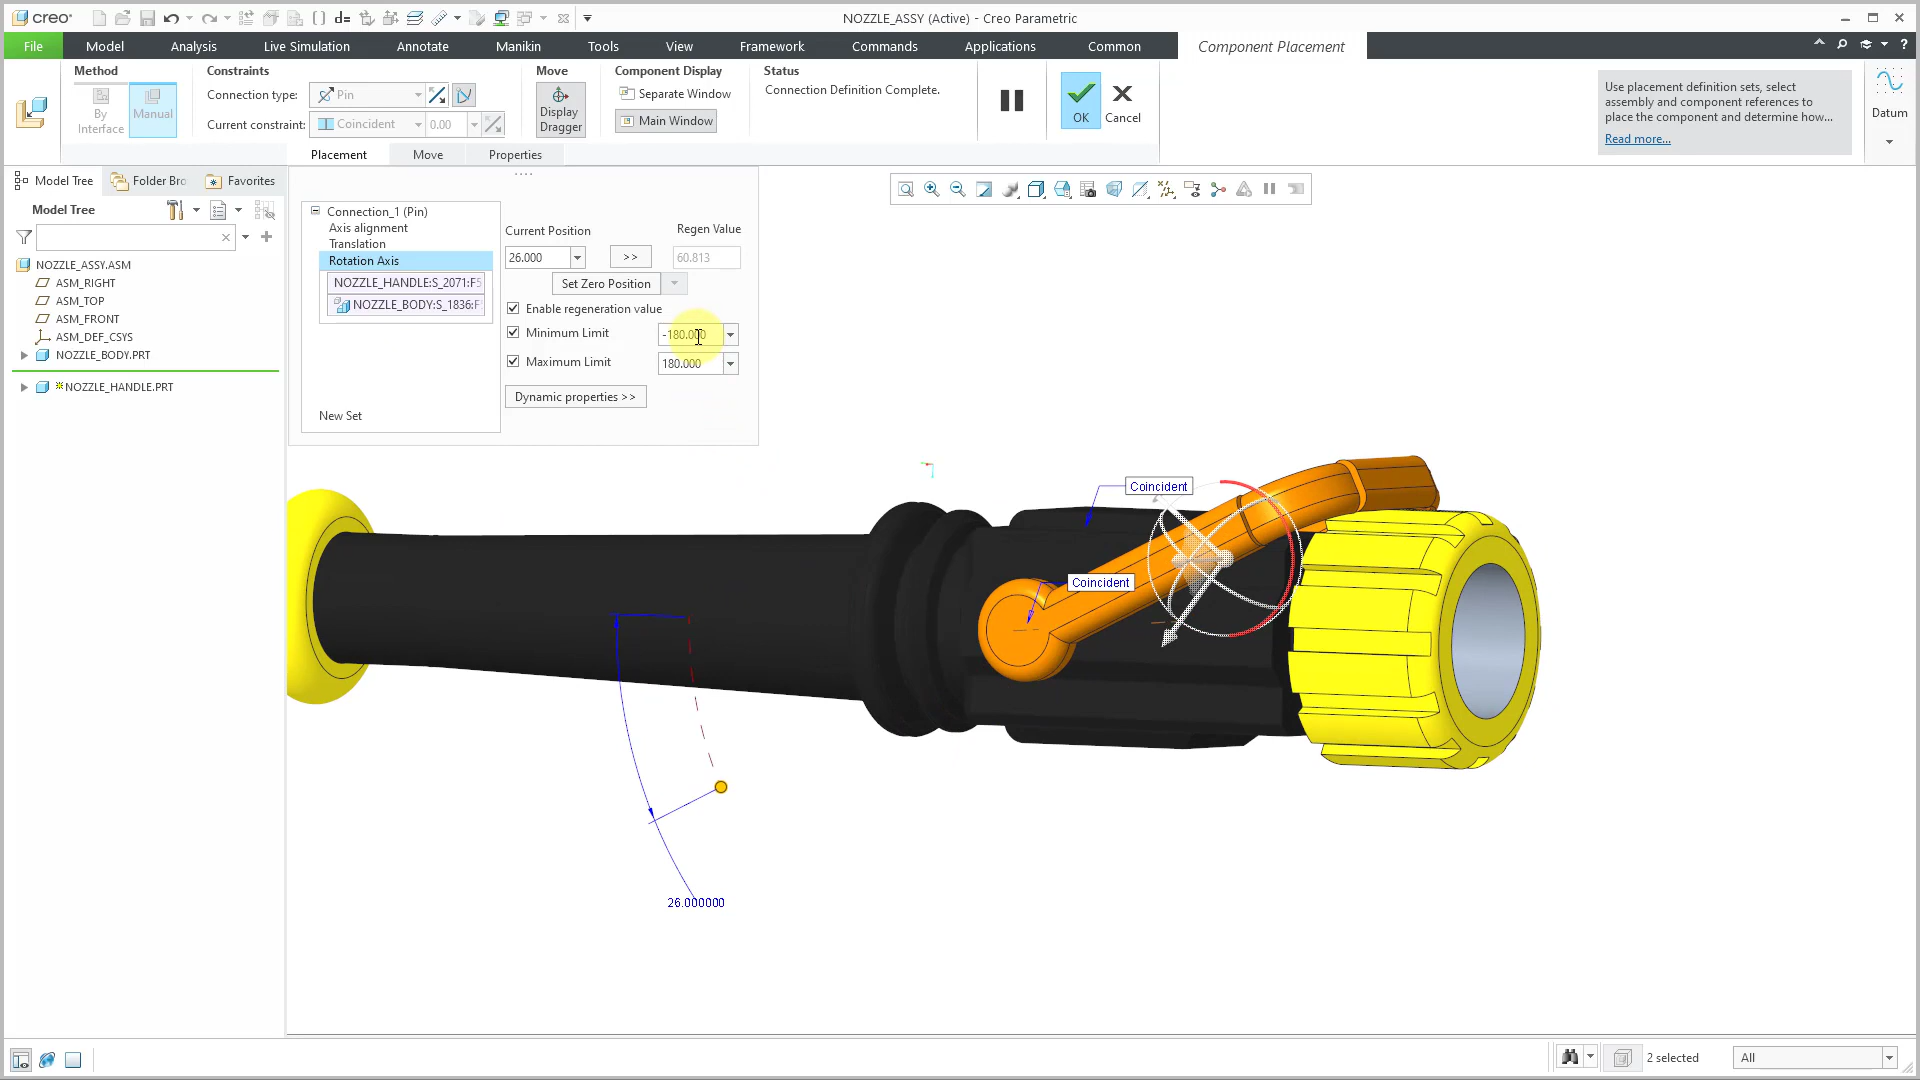 creo®
NOZZLE_ASSY (Active) - Creo Parametric
File
Model
Analysis
Live Simulation
Annotate
Manikin
Tools
View
Framework
Commands
Applications
Common
Component Placement
Method
By Interface
Manual
Constraints
Connection type:
Pin
Current constraint:
Coincident
0.00
Move
Display
Dragger
Component Display
Separate Window
Main Window
Status
Connection Definition Complete.
OK
Cancel
Use placement definition sets, select
assembly and component references to
place the component and determine how...
Read more...
Datum
Placement
Move
Properties
Model Tree
Folder Bro
Favorites
Model Tree
NOZZLE_ASSY.ASM
ASM_RIGHT
ASM_TOP
ASM_FRONT
ASM_DEF_CSYS
NOZZLE_BODY.PRT
NOZZLE_HANDLE.PRT
Connection_1 (Pin)
Axis alignment
Translation
Rotation Axis
NOZZLE_HANDLE:S_2071:F5
NOZZLE_BODY:S_1836:F
New Set
Current Position
Regen Value
26.000
>>
60.813
Set Zero Position
Enable regeneration value
Minimum Limit
-180.000
Maximum Limit
180.000
Dynamic properties >>
Coincident
Coincident
26.000000
2 selected
All